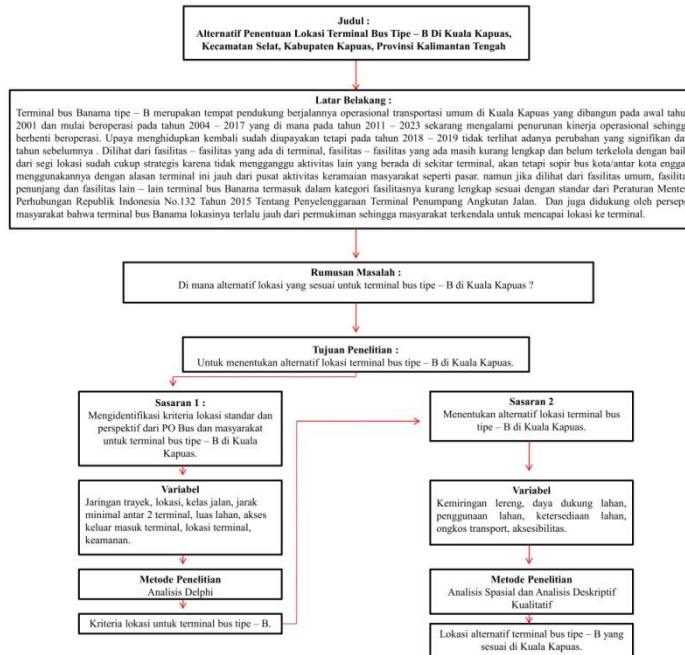 Judul :
Alternatif Penentuan Lokasi Terminal Bus Tipe – B Di Kuala Kapuas,
Kecamatan Selat, Kabupaten Kapuas, Provinsi Kalimantan Tengah
Latar Belakang :
Terminal bus Banama tipe – B merupakan tempat pendukung berjalannya operasional transportasi umum di Kuala Kapuas yang dibangun pada awal tahu
2001 dan mulai beroperasi pada tahun 2004 – 2017 yang di mana pada tahun 2011 – 2023 sekarang mengalami penurunan kinerja operasional sehingg
berhenti beroperasi. Upaya menghidupkan kembali sudah diupayakan tetapi pada tahun 2018 – 2019 tidak terlihat adanya perubahan yang signifikan da
tahun sebelumnya . Dilihat dari fasilitas – fasilitas yang ada di terminal, fasilitas – fasilitas yang ada masih kurang lengkap dan belum terkelola dengan baik
dari segi lokasi sudah cukup strategis karena tidak mengganggu aktivitas lain yang berada di sekitar terminal, akan tetapi sopir bus kota/antar kota engga
menggunakannya dengan alasan terminal ini jauh dari pusat aktivitas keramaian masyarakat seperti pasar. namun jika dilihat dari fasilitas umum, fasilita
penunjang dan fasilitas lain – lain terminal bus Banama termasuk dalam kategori fasilitasnya kurang lengkap sesuai dengan standar dari Peraturan Mente
Perhubungan Republik Indonesia No.132 Tahun 2015 Tentang Penyelenggaraan Terminal Penumpang Angkutan Jalan. Dan juga didukung oleh perseps
masyarakat bahwa terminal bus Banama lokasinya terlalu jauh dari permukiman sehingga masyarakat terkendala untuk mencapai lokasi ke terminal.
Rumusan Masalah :
Di mana alternatif lokasi yang sesuai untuk terminal bus tipe – B di Kuala Kapuas ?
Tujuan Penelitian :
Untuk menentukan alternatif lokasi terminal bus tipe – B di Kuala Kapuas.
Sasaran 1 :
Mengidentifikasi kriteria lokasi standar dan
perspektif dari PO Bus dan masyarakat
untuk terminal bus tipe – B di Kuala
Kapuas.
Variabel
Jaringan trayek, lokasi, kelas jalan, jarak
minimal antar 2 terminal, luas lahan, akses
keluar masuk terminal, lokasi terminal,
keamanan.
Metode Penelitian
Analisis Delphi
Kriteria lokasi untuk terminal bus tipe – B.
Sasaran 2
Menentukan alternatif lokasi terminal bus
tipe – B di Kuala Kapuas.
Variabel
Kemiringan lereng, daya dukung lahan,
penggunaan lahan, ketersediaan lahan,
ongkos transport, aksesibilitas.
Metode Penelitian
Analisis Spasial dan Analisis Deskriptif
Kualitatif
Lokasi alternatif terminal bus tipe – B yang
sesuai di Kuala Kapuas.